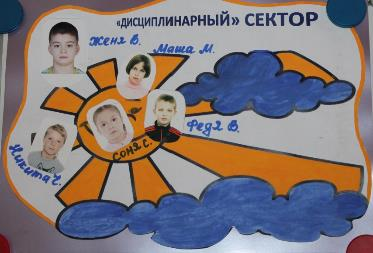 «ДИСЦИПЛИНАРНЫЙ» СЕКТОР
Женя В.
Маша М.
Федя В.
Соня С.
Никита С.